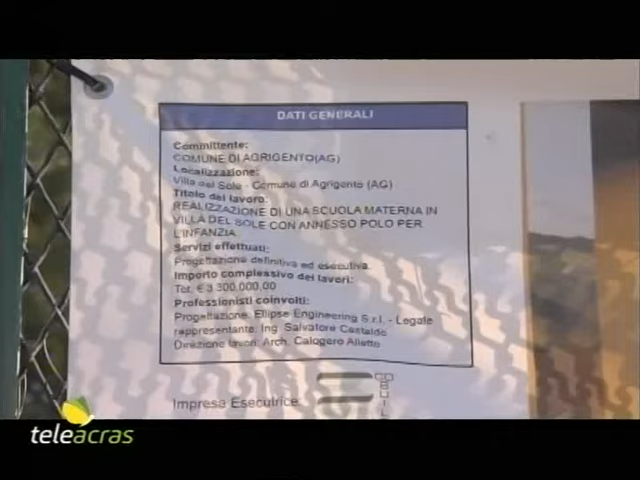 DATI GENERALI
Committente:
COMUNE DI AGRIGENTO(AG)
Localizzazione:
Villa del Sole - Comune di Agrigento (AG)
Titolo del lavoro:
REALIZZAZIONE DI UNA SCUOLA MATERNA IN
VILLA DEL SOLE CON ANNESSO POLO PER
L'INFANZIA
Servizi effettuati:
Progettazione definitiva ed esecutiva.
Importo complessivo dei lavori:
Tot. € 3.300.000,00
Professionisti coinvolti:
Progettazione: Ellipse Engineering S.r.l. - Legale
rappresentante: Ing. Salvatore Castaldo
Direzione lavori: Arch. Calogero Alletto
Impresa Esecutrice:
teleacras